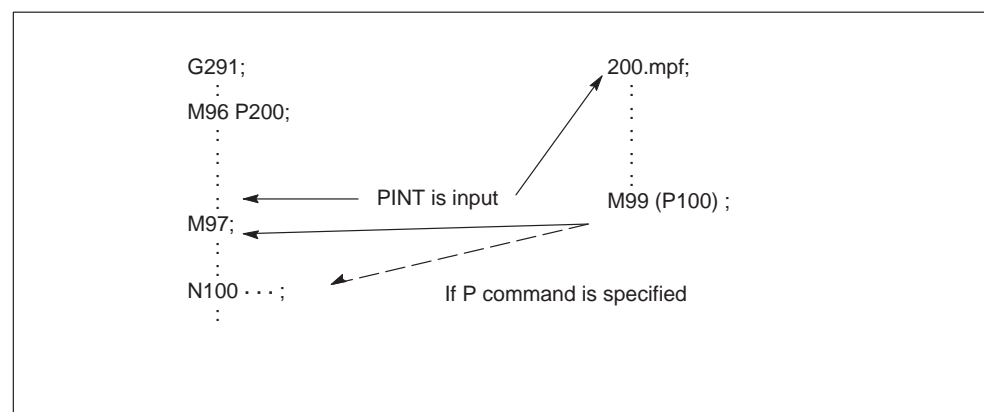 G291;
200.mpf;
M96 P200;
PINT is input
M99 (P100) ;
M97;
N100 · · · ;
If P command is specified